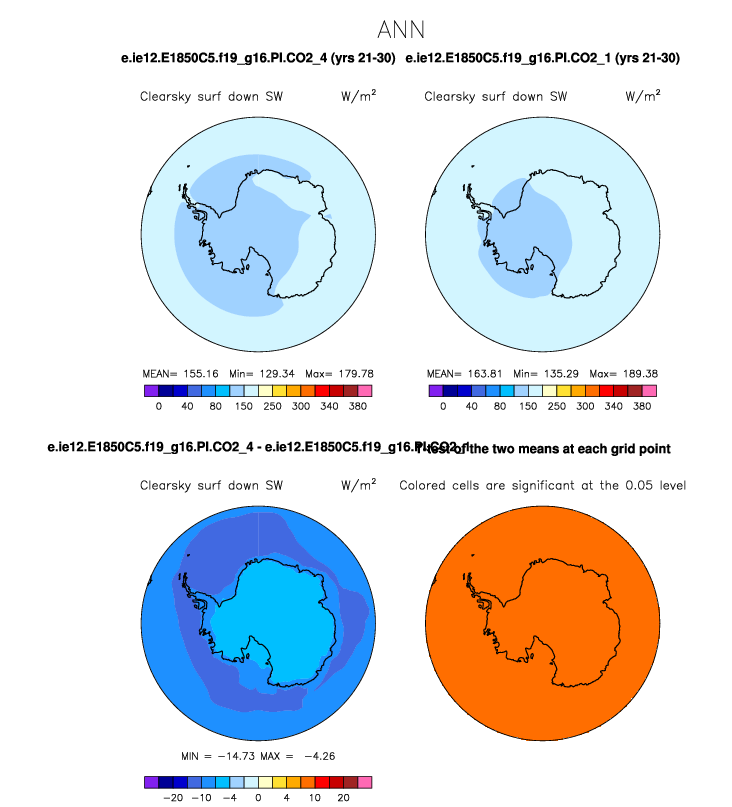 ANN
e.ie12.E1850C5.f19_g16.PI.CO2_4 (yrs 21-30) e.ie12.E1850C5.f19_g16.PI.CO2_1 (yrs 21-30)
Clearsky surf down SW W/m²
Clearsky surf down SW W/m²
MEAN= 155.16 Min= 129.34 Max= 179.78
MEAN= 163.81 Min= 135.29 Max= 189.38
0 40 80 150 250 300 340 380
0 40 80 150 250 300 340 380
e.ie12.E1850C5.f19_g16.PI.CO2_4 - e.ie12.E1850C5.f19_g16.PI.CO2_1
T-test of the two means at each grid point
Clearsky surf down SW W/m²
Colored cells are significant at the 0.05 level
MIN = −14.73 MAX = −4.26
−20 −10 −4 0 4 10 20